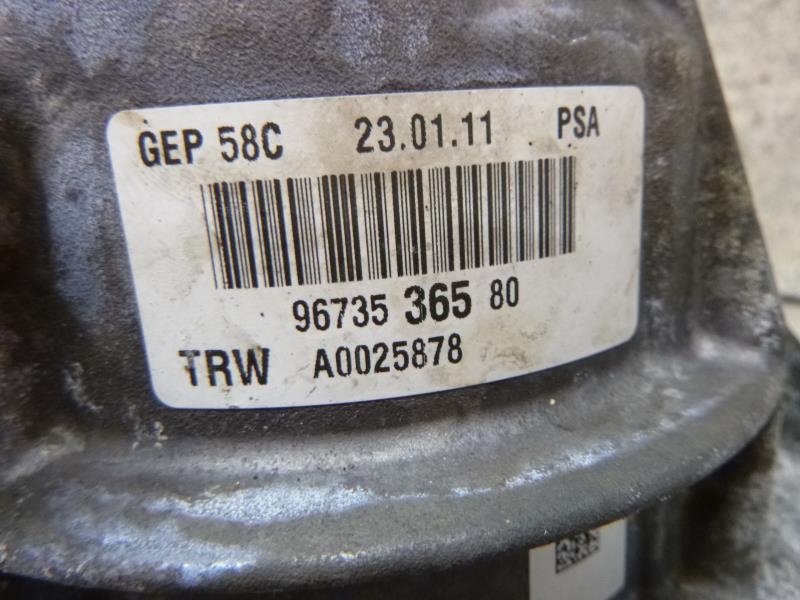 GEP 58C 23.01.11 PSA
96735 365 80
TRW A0025878